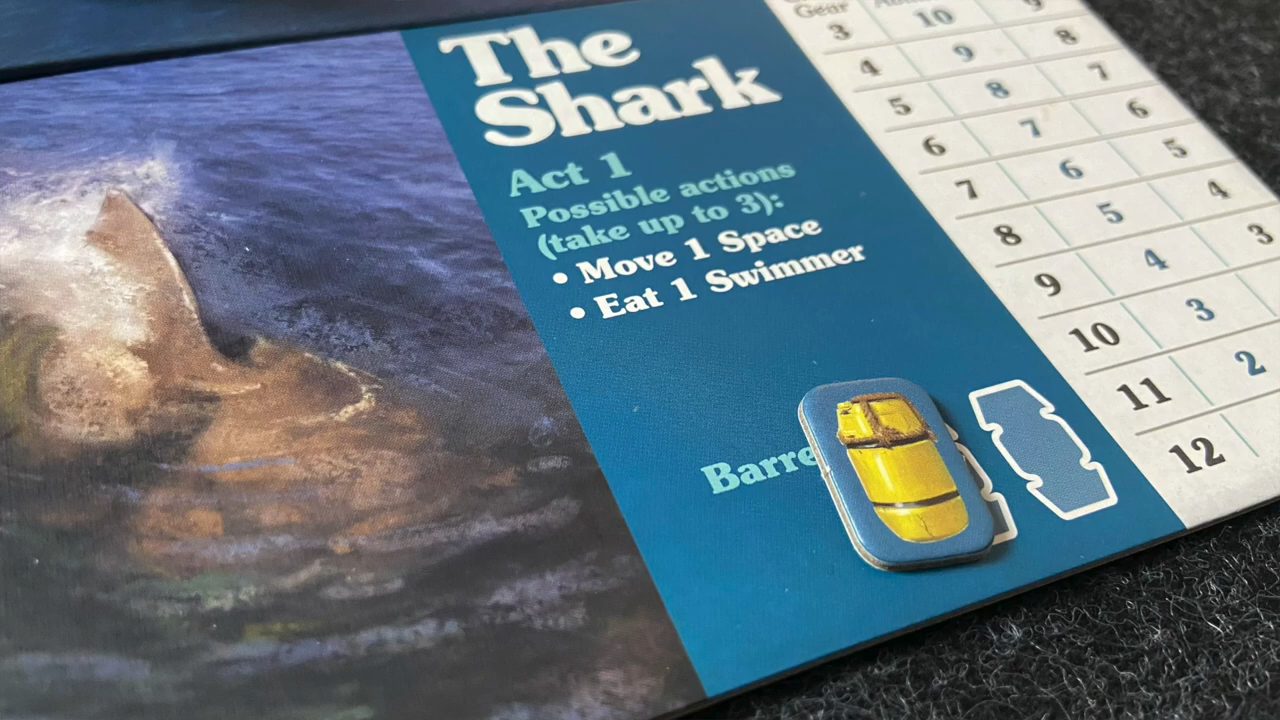 The
Shark
Act 1
Possible actions
(take up to 3):
• Move 1 Space
• Eat 1 Swimmer
Gear
3 10 9
4 9 8
5 8 7
6 7 6
7 6 5
8 5 4
9 4 3
10 3
11 2
12